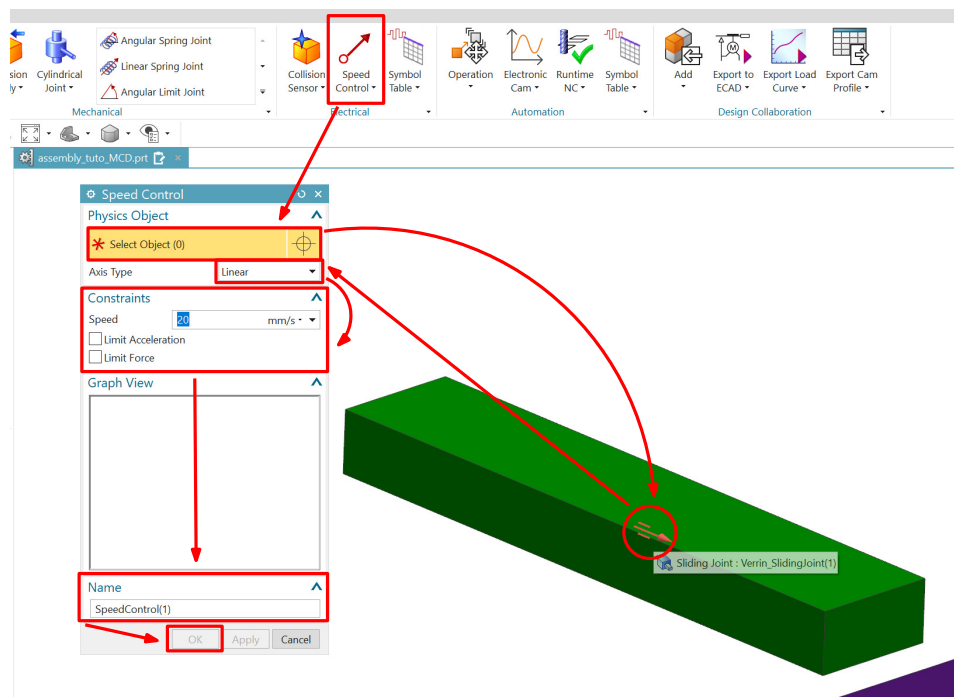 Angular Spring Joint
Linear Spring Joint
Angular Limit Joint
Cylindrical
Joint
Collision
Sensor
Speed
Control
Symbol
Table
Operation
Electronic
Cam
Runtime
NC
Symbol
Table
Add
Export to
ECAD
Export Load
Curve
Export Cam
Profile
Mechanical
Electrical
Automation
Design Collaboration
assembly_tuto_MCD.prt
Speed Control
Physics Object
Select Object (0)
Axis Type Linear
Constraints
Speed 20 mm/s
Limit Acceleration
Limit Force
Graph View
Name
SpeedControl(1)
OK Apply Cancel
Sliding Joint : Verrin_SlidingJoint(1)